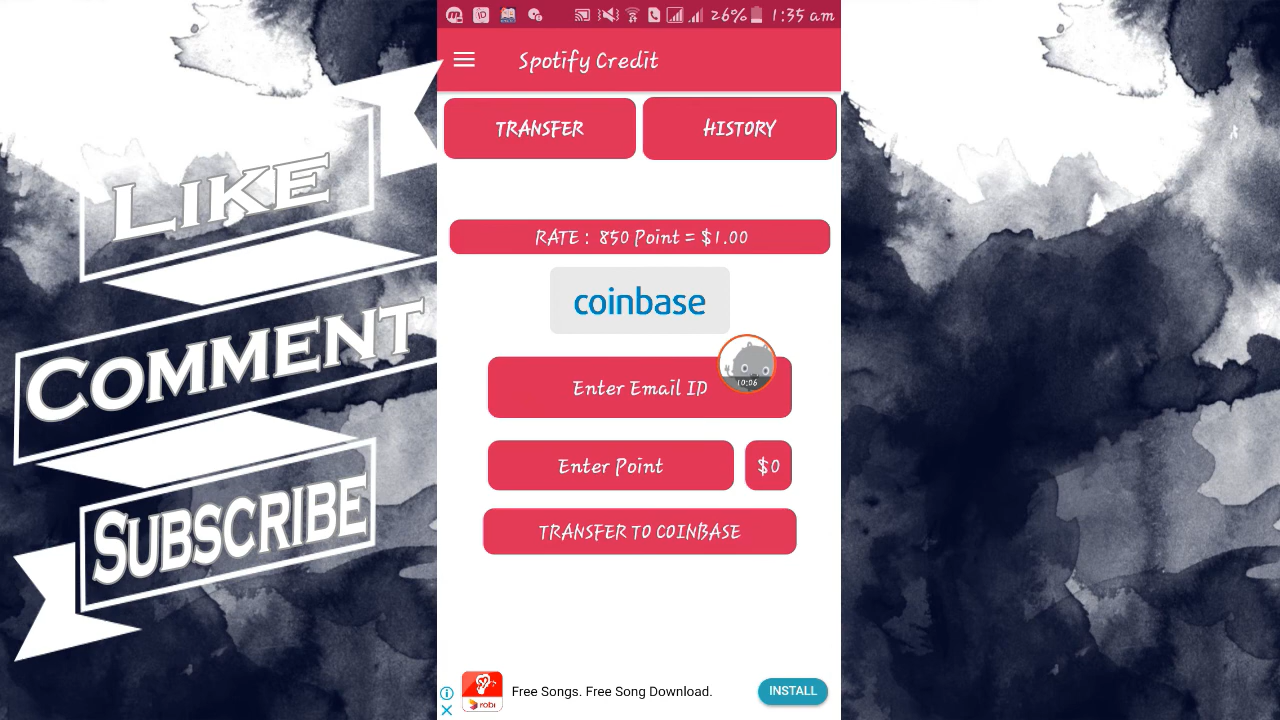 LIKE
COMMENT
SUBSCRIBE
26% 1:35 am
Spotify Credit
TRANSFER
HISTORY
RATE : 850 Point = $1.00
coinbase
10:06
Enter Email ID
Enter Point
$0
TRANSFER TO COINBASE
Free Songs. Free Song Download.
INSTALL
robi